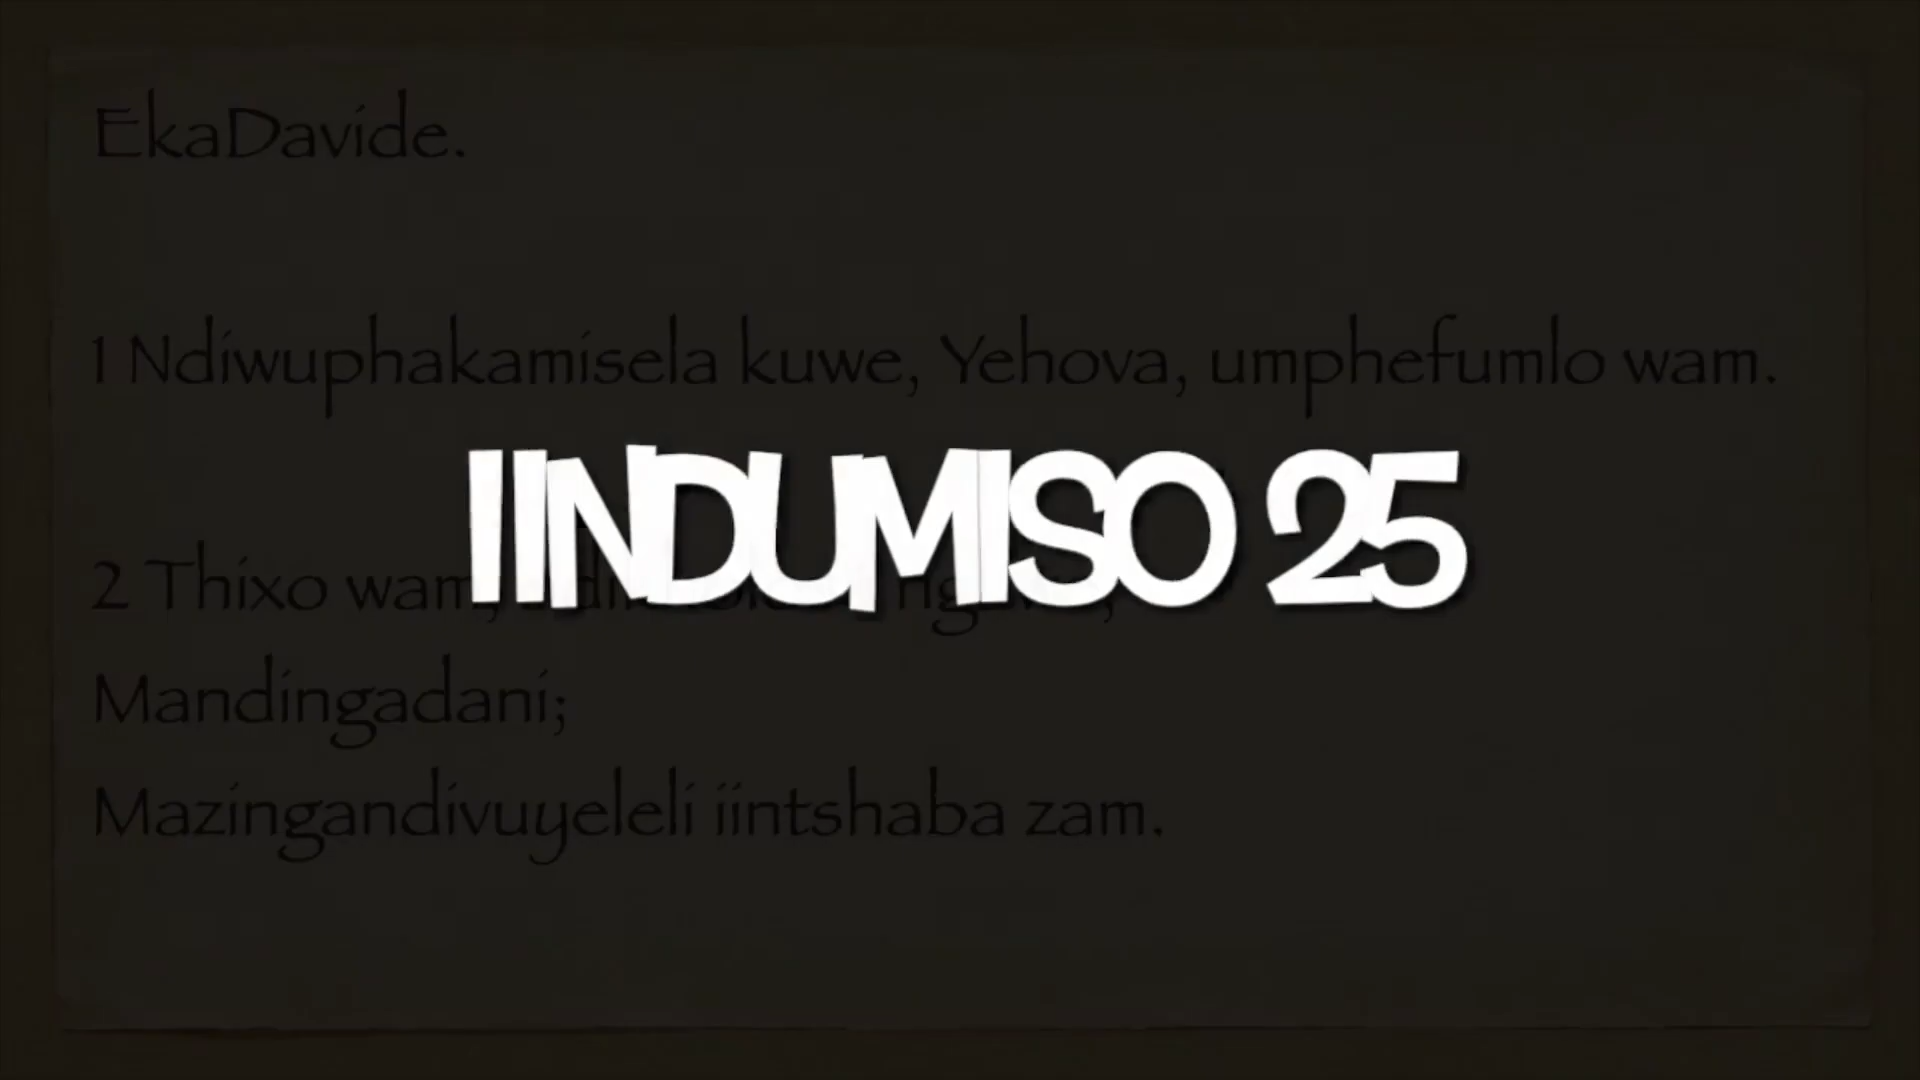 EkaDavide.
1 Ndiwuphakamisela kuwe, Yehova, umphefumlo wam.
IINDUMISO 25
2 Thixo wam,
Mandingadani;
Mazingandivuyeleli iintshaba zam.